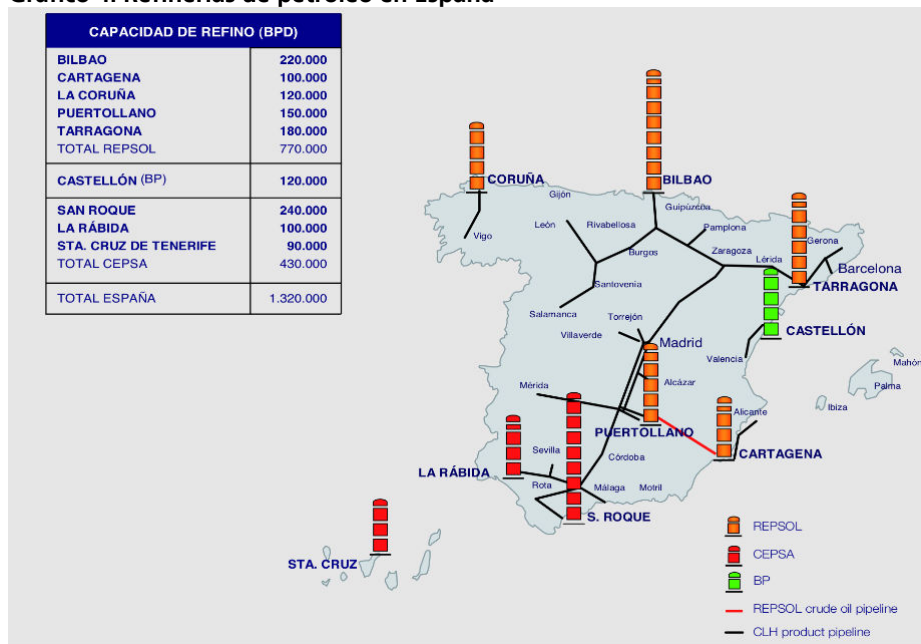 Gráfico 4. Refinerías de petróleo en España
CAPACIDAD DE REFINO (BPD)
BILBAO 220.000
CARTAGENA 100.000
LA CORUÑA 120.000
PUERTOLLANO 150.000
TARRAGONA 180.000
TOTAL REPSOL 770.000
CASTELLÓN (BP) 120.000
SAN ROQUE 240.000
LA RÁBIDA 100.000
STA. CRUZ DE TENERIFE 90.000
TOTAL CEPSA 430.000
TOTAL ESPAÑA 1.320.000
CORUÑA
BILBAO
Gijón
Guipúzcoa
Vigo
León
Rivabellosa
Pamplona
Burgos
Zaragoza
Lérida
Gerona
Barcelona
Santovenia
TARRAGONA
Salamanca
Torrejón
Villaverde
Madrid
CASTELLÓN
Valencia
Mahón
Mérida
Alcázar
Palma
Ibiza
Alicante
PUERTOLLANO
Sevilla
Córdoba
CARTAGENA
LA RÁBIDA
Rota
Málaga
Motril
S. ROQUE
STA. CRUZ
REPSOL
CEPSA
BP
REPSOL crude oil pipeline
CLH product pipeline